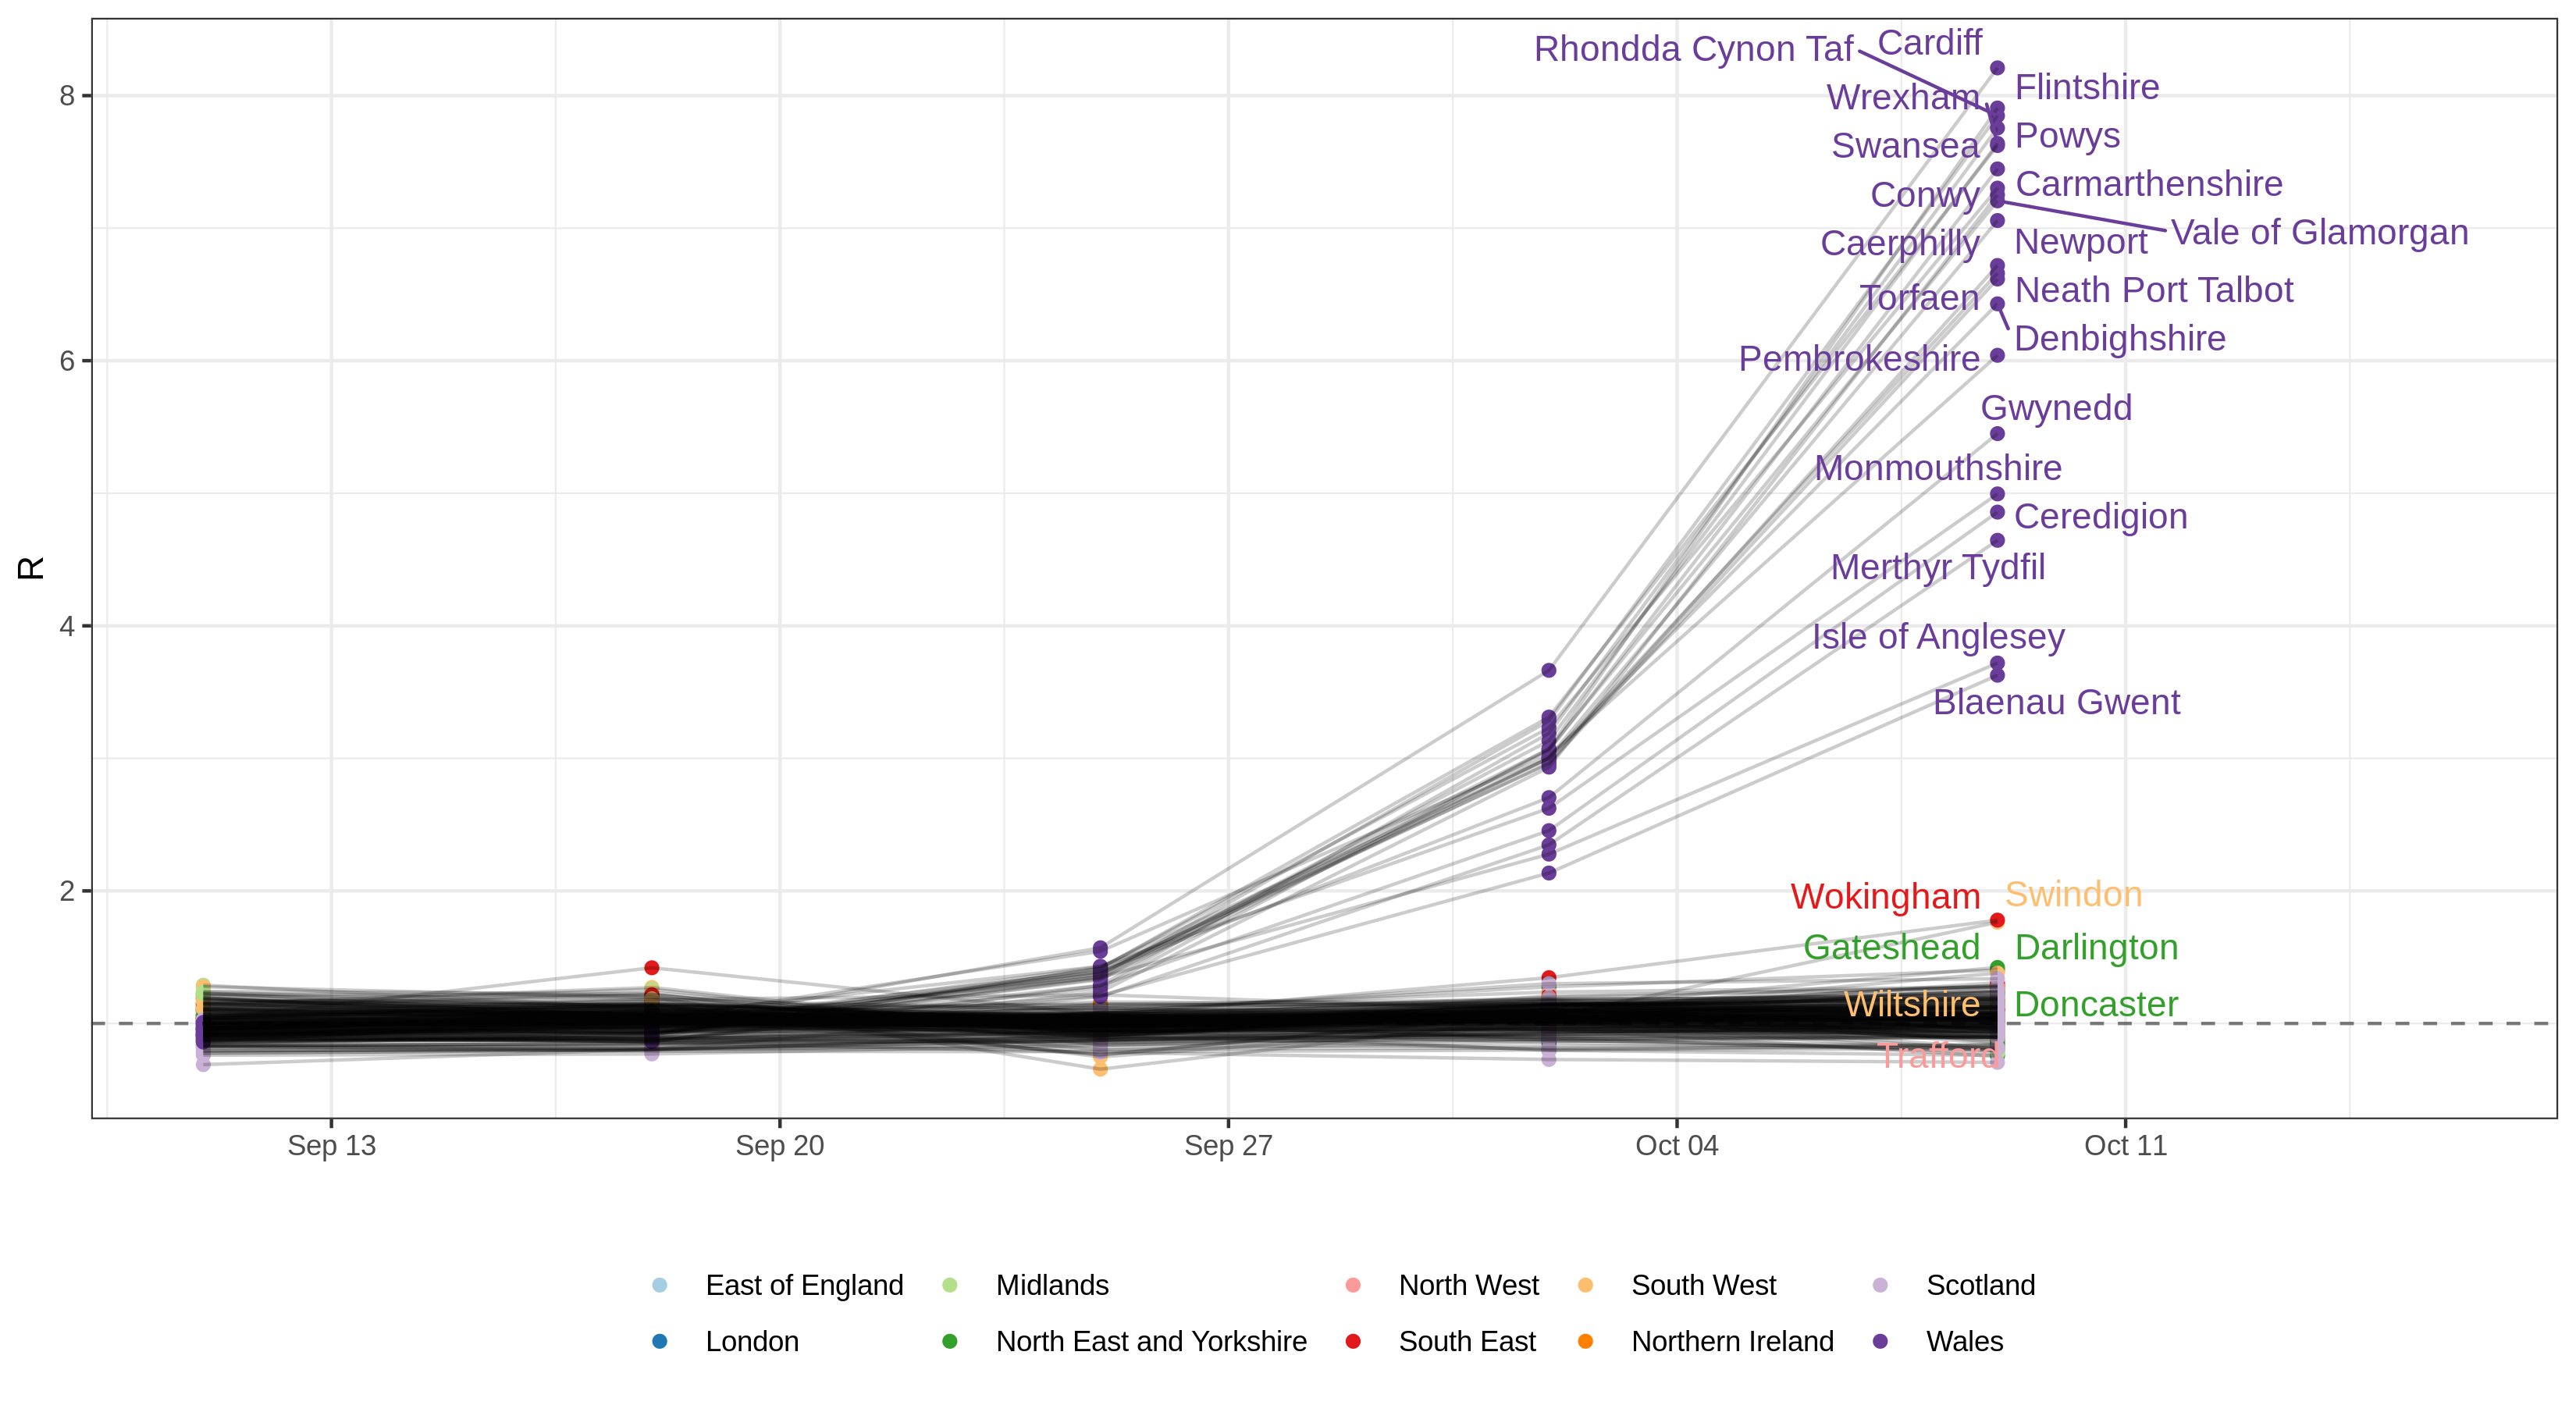 Rhondda Cynon Taf
Cardiff
Wrexham
Flintshire
Swansea
Powys
Conwy
Carmarthenshire
Caerphilly
Newport
Vale of Glamorgan
Torfaen
Neath Port Talbot
Denbighshire
Pembrokeshire
Gwynedd
Monmouthshire
Ceredigion
Merthyr Tydfil
Isle of Anglesey
Blaenau Gwent
Wokingham
Swindon
Gateshead
Darlington
Wiltshire
Doncaster
Trafford
8
6
4
2
R
Sep 13
Sep 20
Sep 27
Oct 04
Oct 11
East of England
Midlands
North West
South West
Scotland
London
North East and Yorkshire
South East
Northern Ireland
Wales